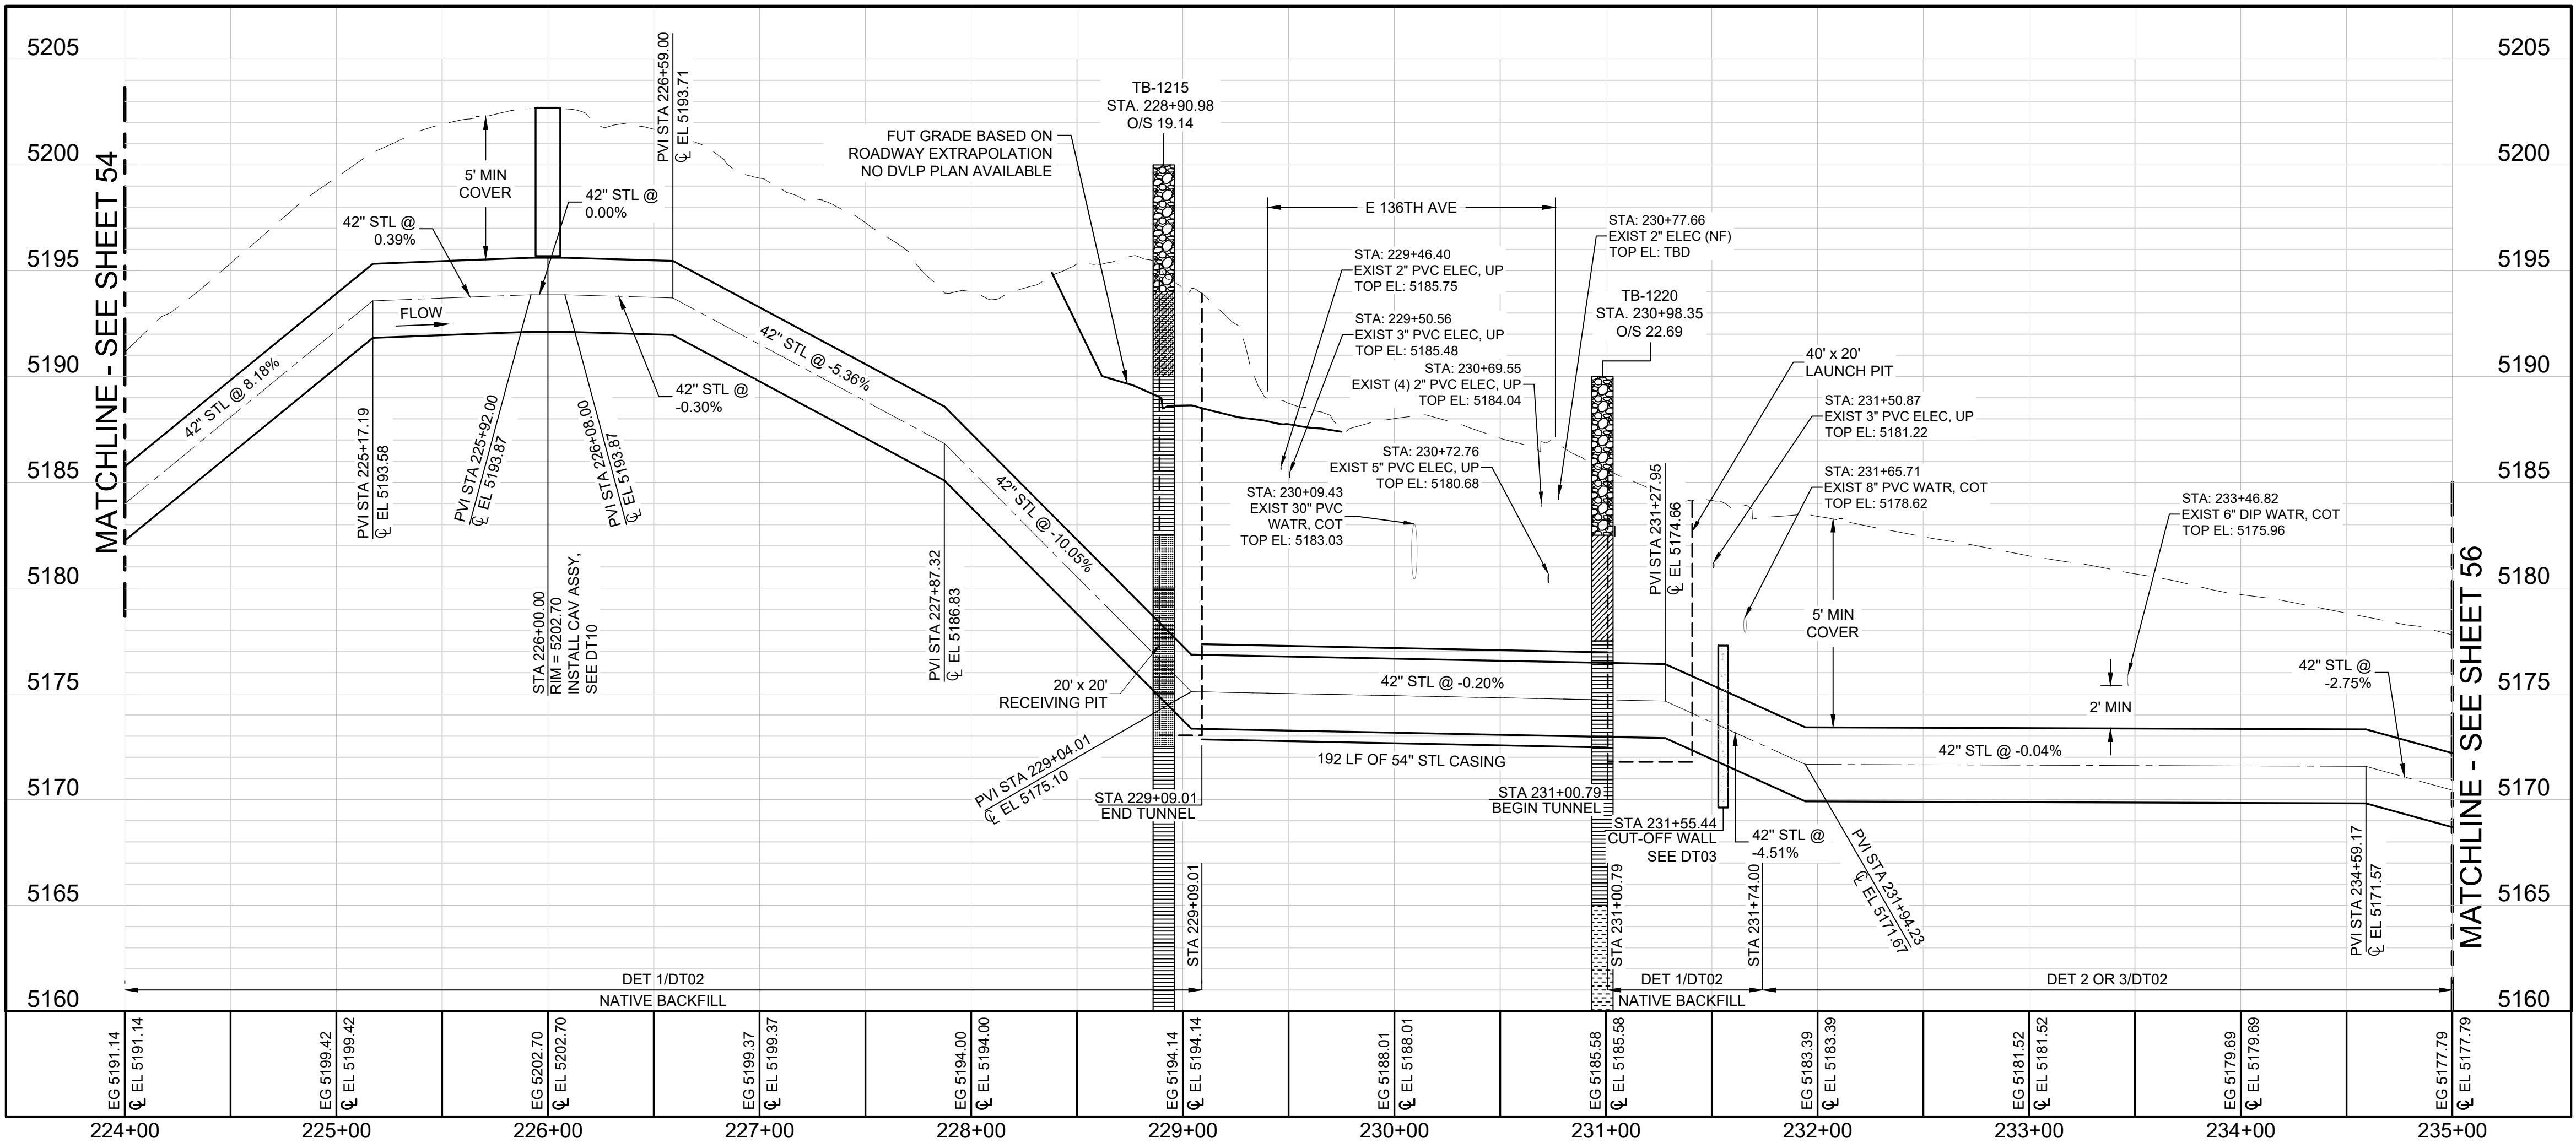 5205
5200
5195
5190
5185
5180
5175
5170
5165
5160
MATCHLINE - SEE SHEET 54
42" STL @ 8.18%
42" STL @
0.39%
FLOW
5' MIN
COVER
42" STL @
0.00%
PVI STA 225+17.19
℄ EL 5193.58
PVI STA 225+92.00
℄ EL 5193.87
PVI STA 226+08.00
℄ EL 5193.87
STA 226+00.00
RIM = 5202.70
INSTALL CAV ASSY,
SEE DT10
PVI STA 226+59.00
℄ EL 5193.71
42" STL @
-0.30%
42" STL @ -5.36%
PVI STA 227+87.32
℄ EL 5186.83
42" STL @ -10.05%
FUT GRADE BASED ON
ROADWAY EXTRAPOLATION
NO DVLP PLAN AVAILABLE
TB-1215
STA. 228+90.98
O/S 19.14
20' x 20'
RECEIVING PIT
PVI STA 229+04.01
℄ EL 5175.10
STA 229+09.01
END TUNNEL
STA 229+09.01
E 136TH AVE
STA: 229+46.40
EXIST 2" PVC ELEC, UP
TOP EL: 5185.75
STA: 229+50.56
EXIST 3" PVC ELEC, UP
TOP EL: 5185.48
STA: 230+69.55
EXIST (4) 2" PVC ELEC, UP
TOP EL: 5184.04
STA: 230+72.76
EXIST 5" PVC ELEC, UP
TOP EL: 5180.68
STA: 230+09.43
EXIST 30" PVC
WATR, COT
TOP EL: 5183.03
STA: 230+77.66
EXIST 2" ELEC (NF)
TOP EL: TBD
TB-1220
STA. 230+98.35
O/S 22.69
42" STL @ -0.20%
192 LF OF 54" STL CASING
STA 231+00.79
BEGIN TUNNEL
STA 231+00.79
PVI STA 231+27.95
℄ EL 5174.66
40' x 20'
LAUNCH PIT
STA: 231+50.87
EXIST 3" PVC ELEC, UP
TOP EL: 5181.22
STA: 231+65.71
EXIST 8" PVC WATR, COT
TOP EL: 5178.62
STA 231+55.44
CUT-OFF WALL
SEE DT03
42" STL @
-4.51%
STA 231+74.00
PVI STA 231+94.23
℄ EL 5171.67
5' MIN
COVER
STA: 233+46.82
EXIST 6" DIP WATR, COT
TOP EL: 5175.96
2' MIN
42" STL @ -0.04%
42" STL @
-2.75%
PVI STA 234+59.17
℄ EL 5171.57
MATCHLINE - SEE SHEET 56
5205
5200
5195
5190
5185
5180
5175
5170
5165
5160
DET 1/DT02
NATIVE BACKFILL
DET 1/DT02
NATIVE BACKFILL
DET 2 OR 3/DT02
EG 5191.14
℄ EL 5191.14
EG 5199.42
℄ EL 5199.42
EG 5202.70
℄ EL 5202.70
EG 5199.37
℄ EL 5199.37
EG 5194.00
℄ EL 5194.00
EG 5194.14
℄ EL 5194.14
EG 5188.01
℄ EL 5188.01
EG 5185.58
℄ EL 5185.58
EG 5183.39
℄ EL 5183.39
EG 5181.52
℄ EL 5181.52
EG 5179.69
℄ EL 5179.69
EG 5177.79
℄ EL 5177.79
224+00
225+00
226+00
227+00
228+00
229+00
230+00
231+00
232+00
233+00
234+00
235+00